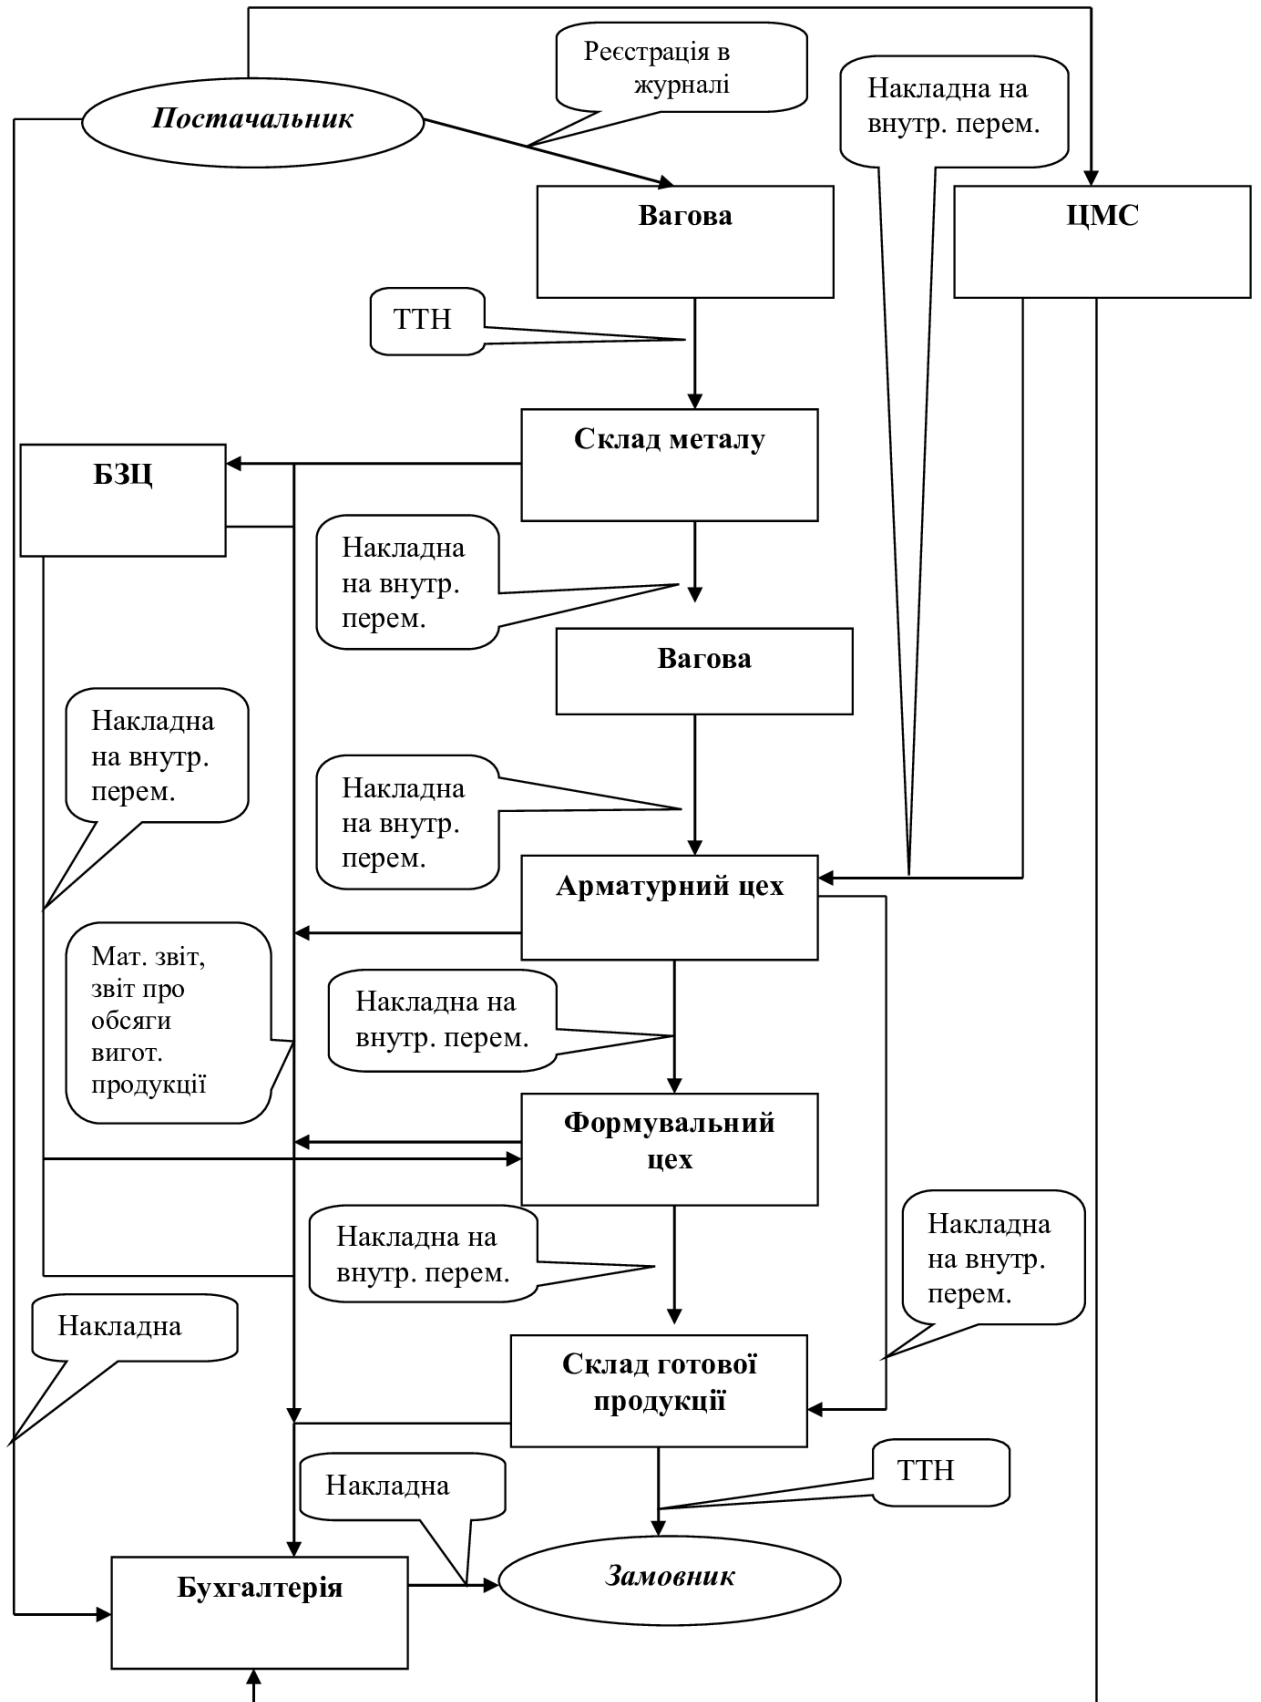 Реєстрація в
журналі
Накладна на
внутр. перем.
Постачальник
Вагова
ЦМС
ТТН
Склад металу
БЗЦ
Накладна
на внутр.
перем.
Вагова
Накладна
на внутр.
перем.
Накладна
на внутр.
перем.
Арматурний цех
Мат. звіт,
звіт про
обсяги
вигот.
продукції
Накладна на
внутр. перем.
Формувальний
цех
Накладна на
внутр. перем.
Накладна
на внутр.
перем.
Накладна
Склад готової
продукції
Накладна
ТТН
Бухгалтерія
Замовник